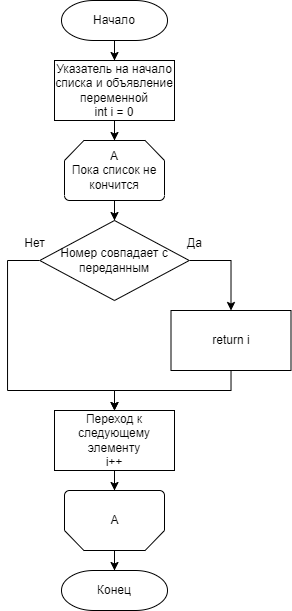 Начало
Указатель на начало
списка и объявление
переменной
int i = 0
А
Пока список не
кончится
Нет
Да
Номер совпадает с
переданным
return i
Переход к
следующему
элементу
i++
А
Конец